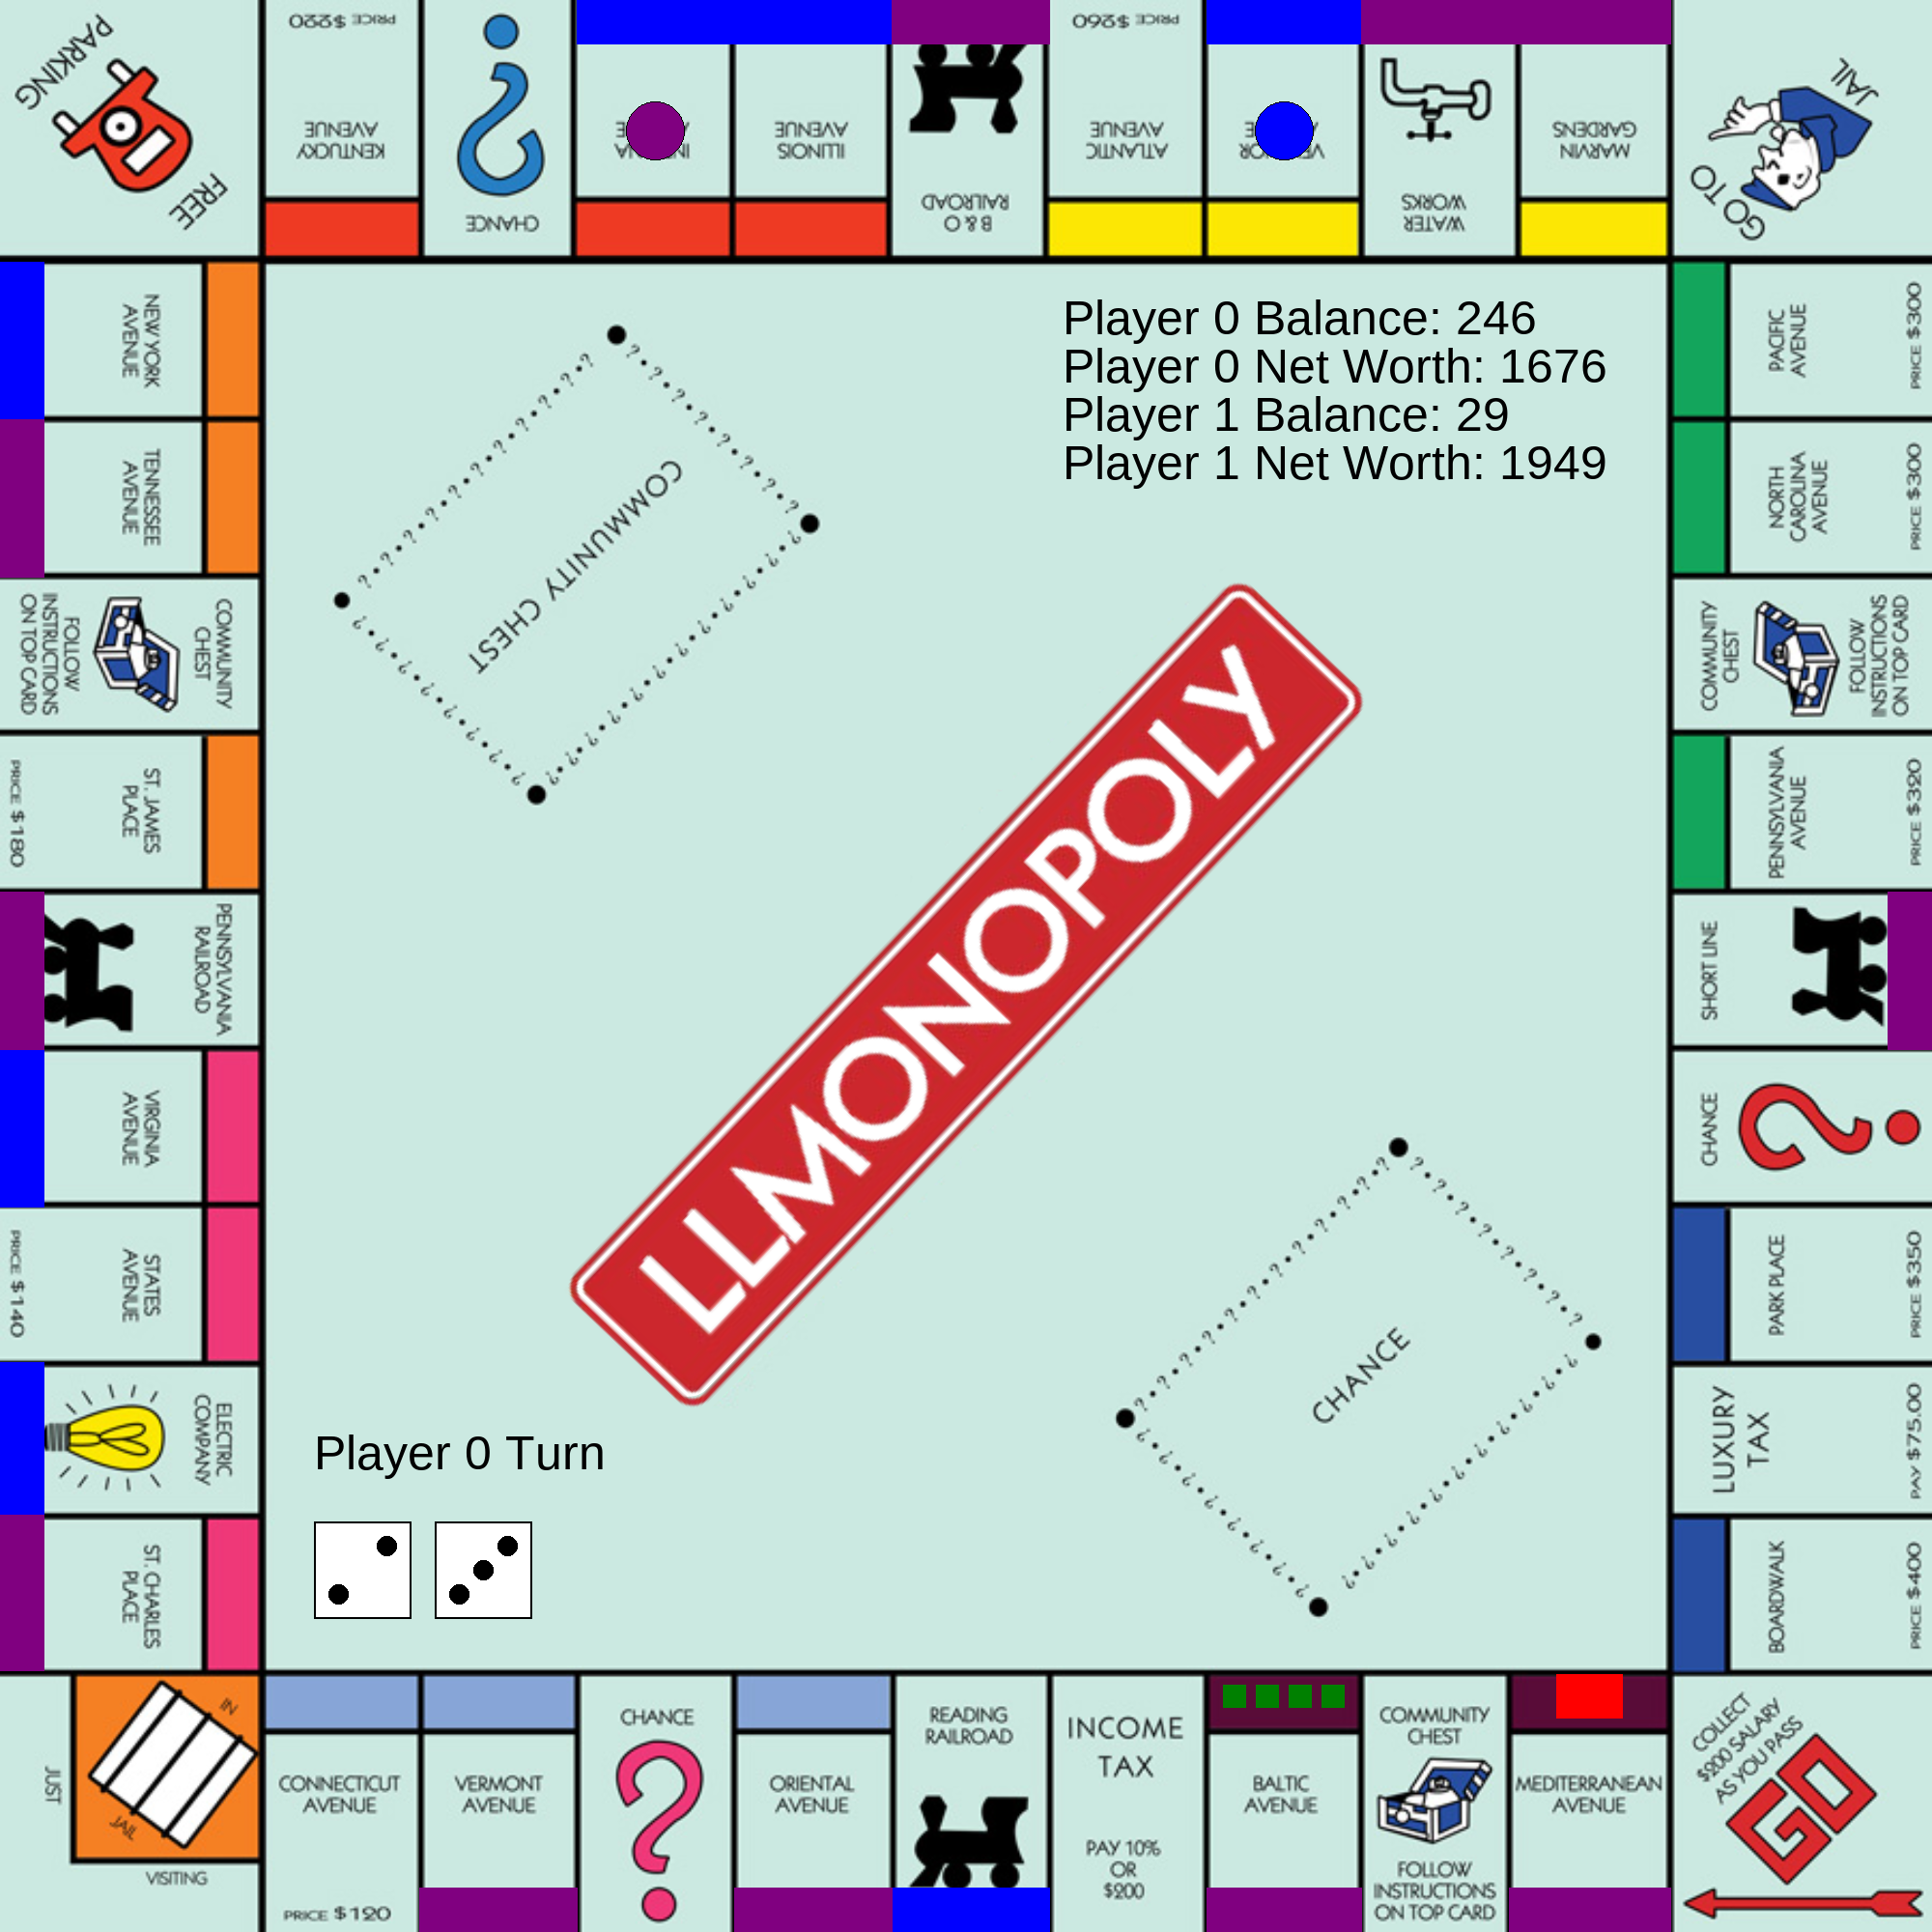 FREE
PARKING
PRICE $220
KENTUCKY
AVENUE
CHANCE
ILLINOIS
AVENUE
B & O
RAILROAD
PRICE $260
ATLANTIC
AVENUE
WATER
WORKS
MARVIN
GARDENS
GO TO
JAIL
NEW YORK
AVENUE
TENNESSEE
AVENUE
COMMUNITY
CHEST
FOLLOW
INSTRUCTIONS
ON TOP CARD
ST. JAMES
PLACE
PRICE $180
PENNSYLVANIA
RAILROAD
VIRGINIA
AVENUE
STATES
AVENUE
PRICE $140
ELECTRIC
COMPANY
ST. CHARLES
PLACE
Player 0 Balance: 246
Player 0 Net Worth: 1676
Player 1 Balance: 29
Player 1 Net Worth: 1949
COMMUNITY CHEST
LLMONOPOLY
CHANCE
Player 0 Turn
PACIFIC
AVENUE
PRICE $300
NORTH
CAROLINA
AVENUE
PRICE $300
COMMUNITY
CHEST
FOLLOW
INSTRUCTIONS
ON TOP CARD
PENNSYLVANIA
AVENUE
PRICE $320
SHORT LINE
CHANCE
PARK PLACE
PRICE $350
LUXURY
TAX
PAY $75.00
BOARDWALK
PRICE $400
IN
JAIL
JUST
VISITING
CONNECTICUT
AVENUE
PRICE $120
VERMONT
AVENUE
CHANCE
ORIENTAL
AVENUE
READING
RAILROAD
INCOME
TAX
PAY 10%
OR
$200
BALTIC
AVENUE
COMMUNITY
CHEST
FOLLOW
INSTRUCTIONS
ON TOP CARD
MEDITERRANEAN
AVENUE
COLLECT
$200 SALARY
AS YOU PASS
GO